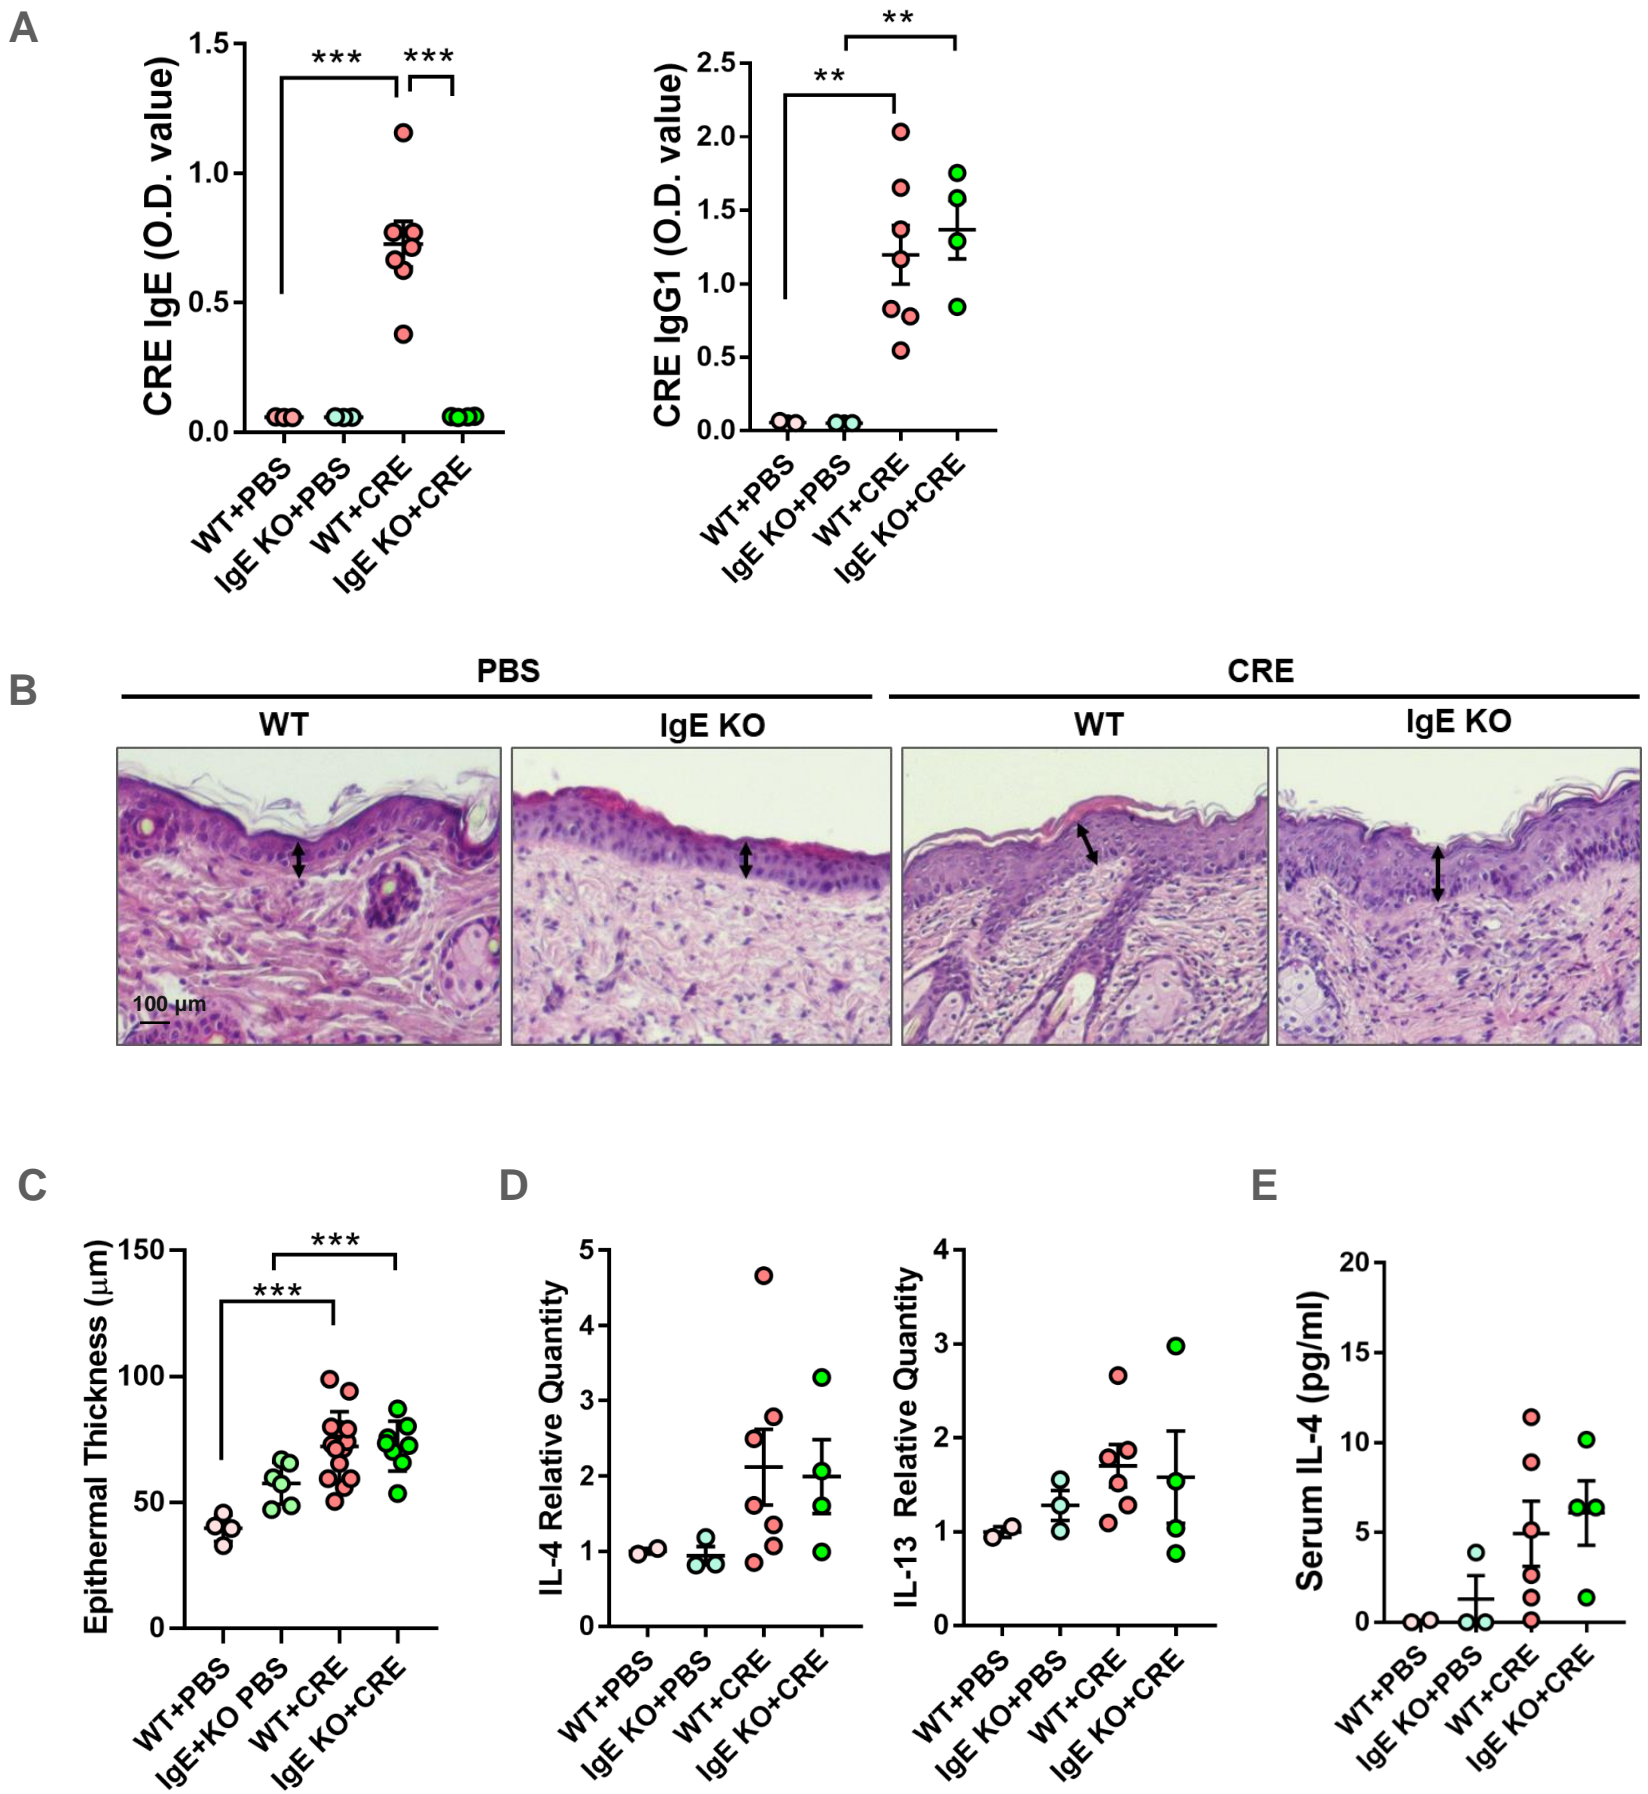 A
CRE IgE (O.D. value)
1.5
1.0
0.5
0.0
***
***
WT+PBS
IgE KO+PBS
WT+CRE
IgE KO+CRE
CRE IgG1 (O.D. value)
2.5
2.0
1.5
1.0
0.5
0.0
**
**
WT+PBS
IgE KO+PBS
WT+CRE
IgE KO+CRE
B
PBS
CRE
WT
IgE KO
WT
IgE KO
100 µm
C
Epithermal Thickness (µm)
150
100
50
0
***
***
WT+PBS
IgE+KO PBS
WT+CRE
IgE KO+CRE
D
IL-4 Relative Quantity
5
4
3
2
1
0
WT+PBS
IgE KO+PBS
WT+CRE
IgE KO+CRE
IL-13 Relative Quantity
4
3
2
1
0
WT+PBS
IgE KO+PBS
WT+CRE
IgE KO+CRE
E
Serum IL-4 (pg/ml)
20
15
10
5
0
WT+PBS
IgE KO+PBS
WT+CRE
IgE KO+CRE